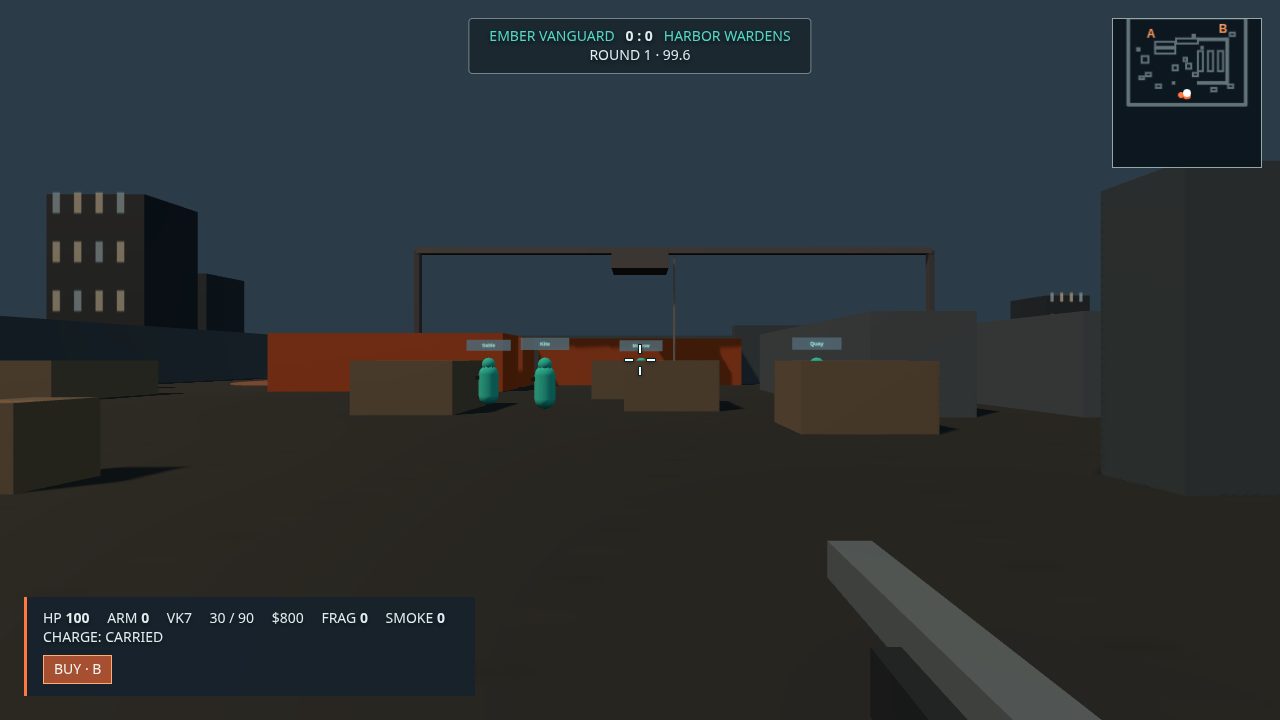 EMBER VANGUARD 0 : 0 HARBOR WARDENS
ROUND 1 · 99.6
A
B
Sable
Kite
Quay
HP 100 ARM 0 VK7 30 / 90 $800 FRAG 0 SMOKE 0
CHARGE: CARRIED
BUY · B